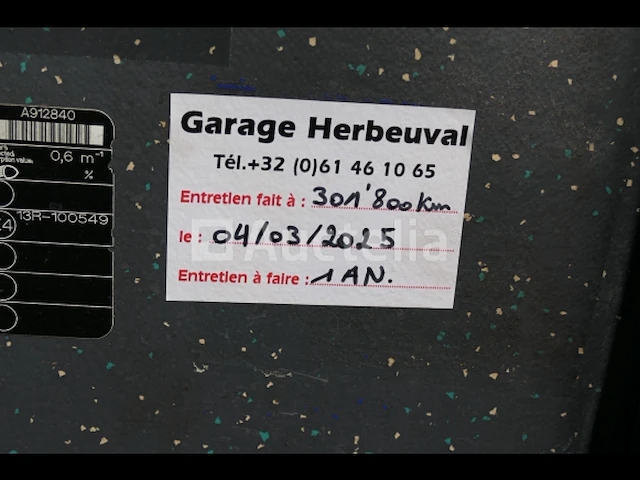 A912840
0,6 m⁻¹
%
13R-100549
Garage Herbeuval
Tél.+32 (0)61 46 10 65
Entretien fait à : 301'800 km
le : 04/03/2025
Entretien à faire : 1 AN.
Auctelia